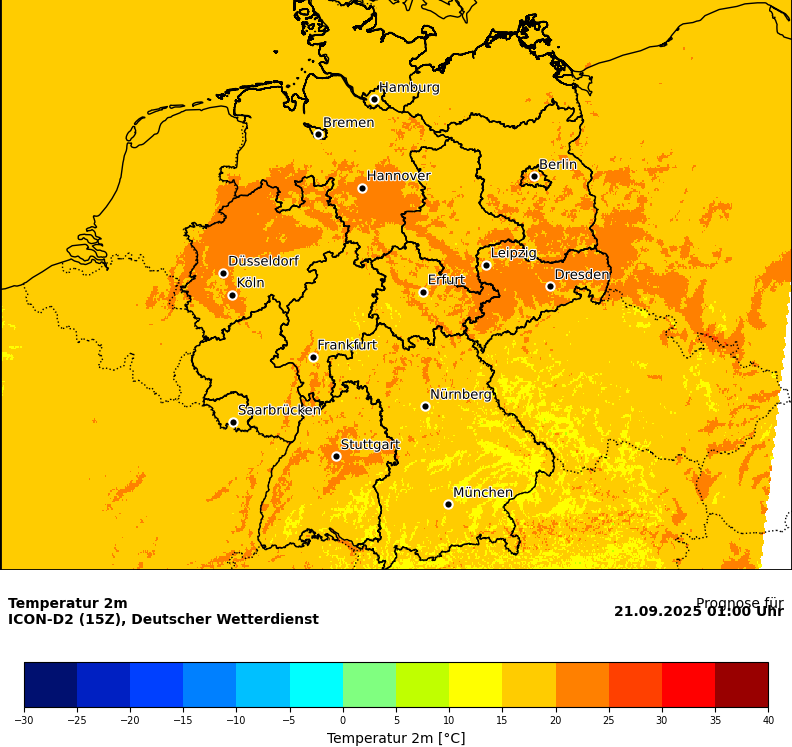 Hamburg
Bremen
Berlin
Hannover
Leipzig
Düsseldorf
Dresden
Köln
Erfurt
Frankfurt
Nürnberg
Saarbrücken
Stuttgart
München
Temperatur 2m
Prognose für
ICON-D2 (15Z), Deutscher Wetterdienst
21.09.2025 01:00 Uhr
−30 −25 −20 −15 −10 −5 0 5 10 15 20 25 30 35 40
Temperatur 2m [°C]